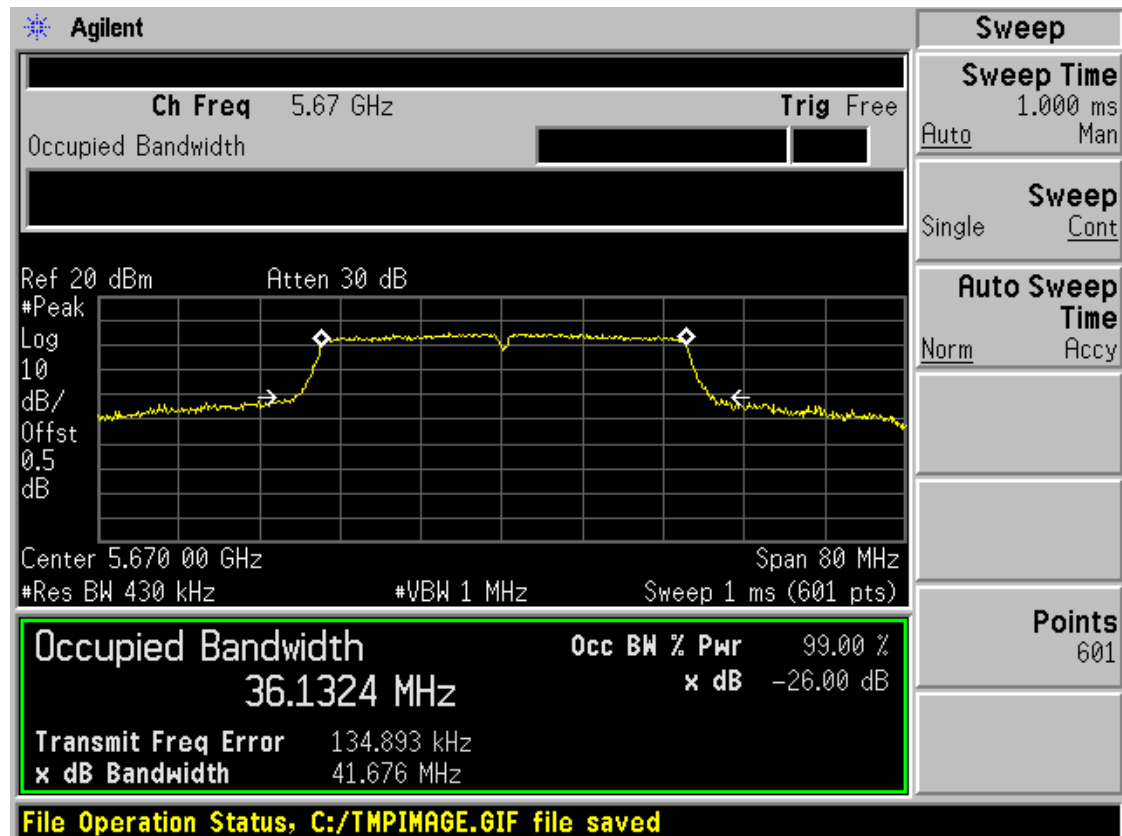 Agilent
Sweep
Ch Freq 5.67 GHz Trig Free
Occupied Bandwidth
Sweep Time
1.000 ms
Auto Man
Sweep
Single Cont
Auto Sweep
Time
Norm Accy
Points
601
Ref 20 dBm Atten 30 dB
#Peak
Log
10
dB/
Offst
0.5
dB
Center 5.670 00 GHz Span 80 MHz
#Res BW 430 kHz #VBW 1 MHz Sweep 1 ms (601 pts)
Occupied Bandwidth Occ BW % Pwr 99.00 %
36.1324 MHz x dB -26.00 dB
Transmit Freq Error 134.893 kHz
x dB Bandwidth 41.676 MHz
File Operation Status, C:/TMPIMAGE.GIF file saved